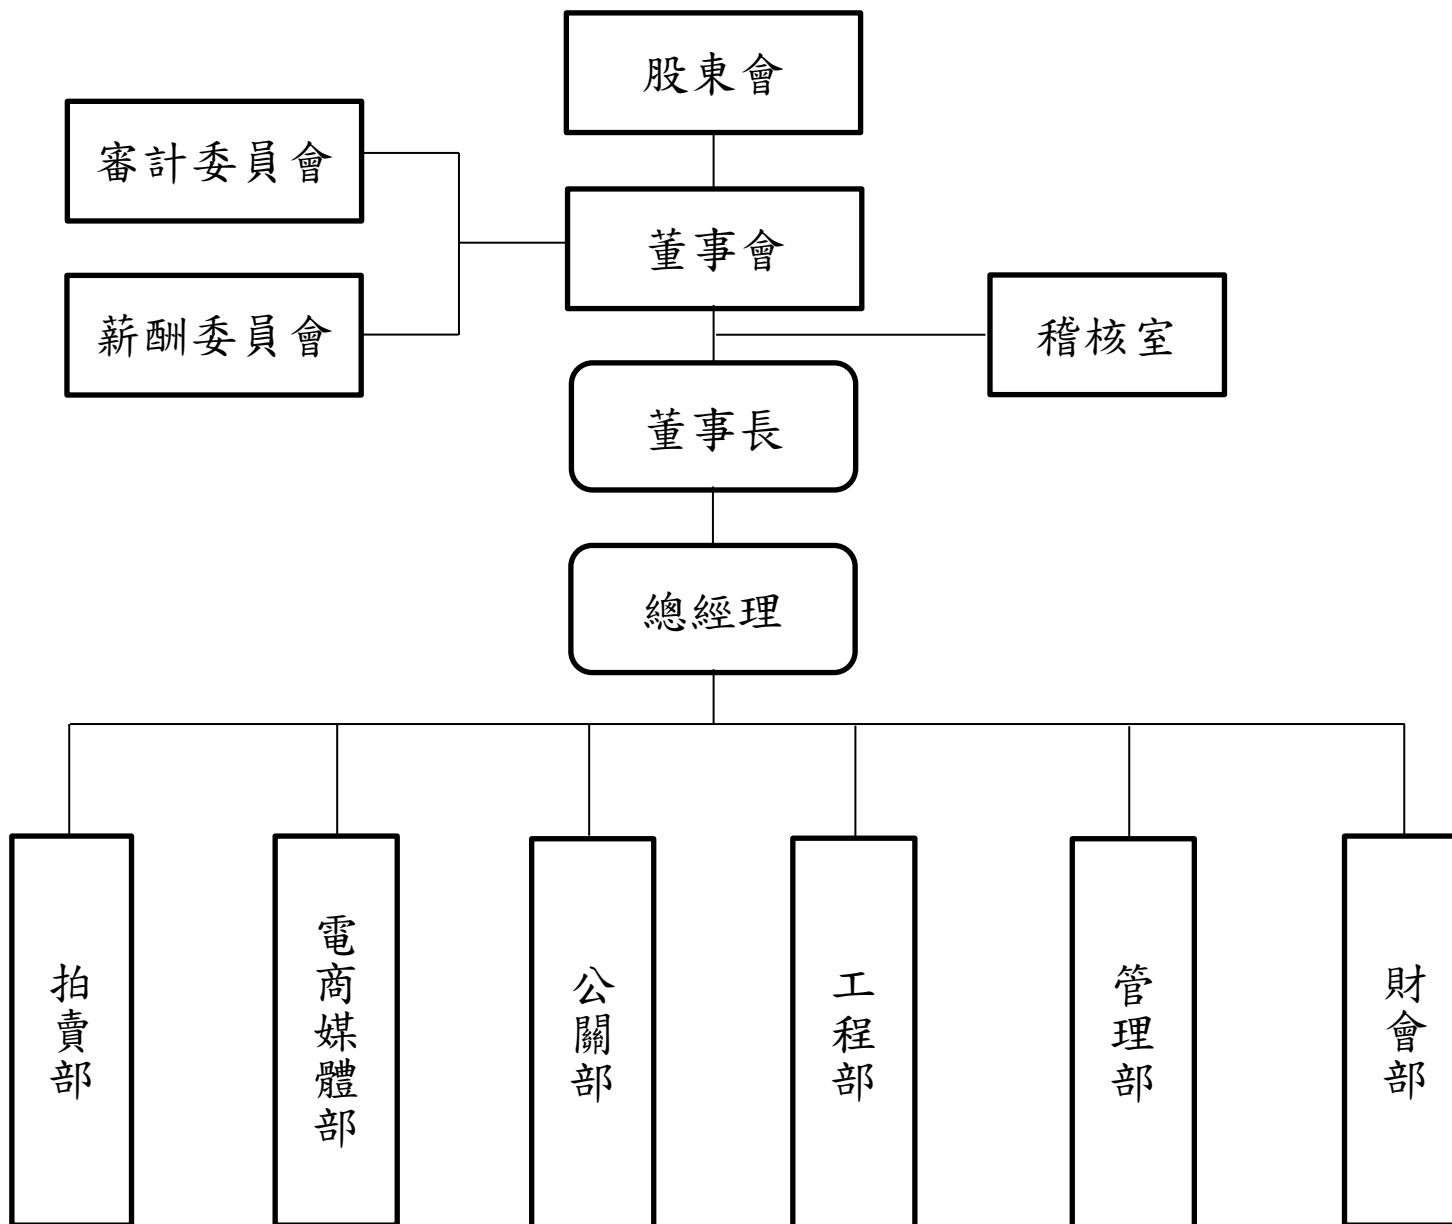 股東會
審計委員會
董事會
薪酬委員會
稽核室
董事長
總經理
拍賣部
電商媒體部
公關部
工程部
管理部
財會部